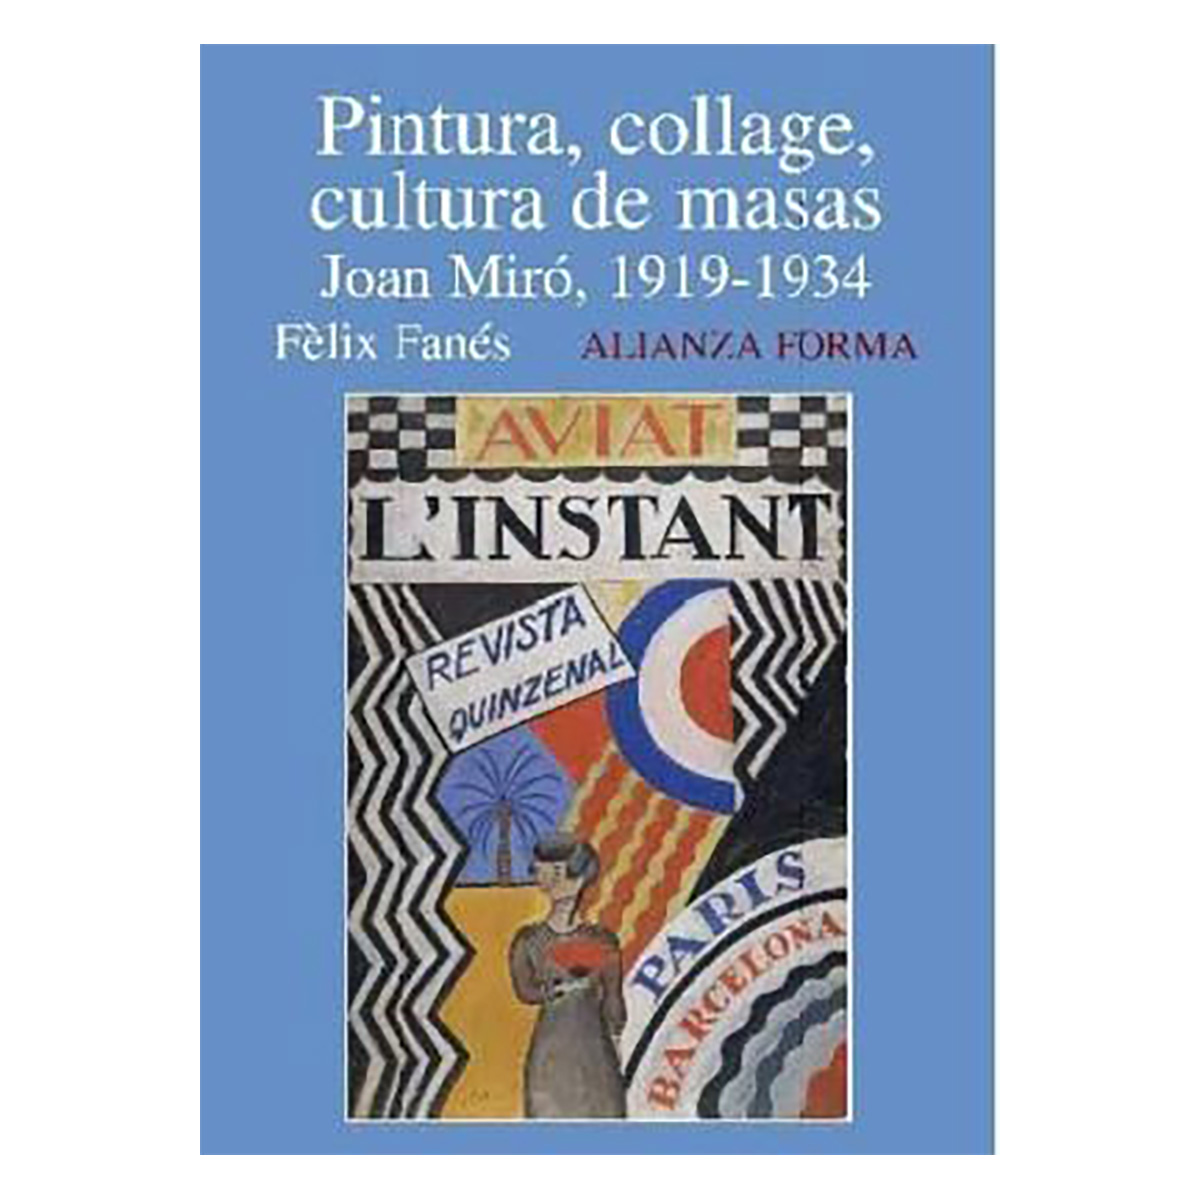 Pintura, collage,
cultura de masas
Joan Miró, 1919-1934
Fèlix Fanés ALIANZA FORMA
AVIAT
L'INSTANT
REVISTA
QUINZENAL
PARIS
BARCELONA